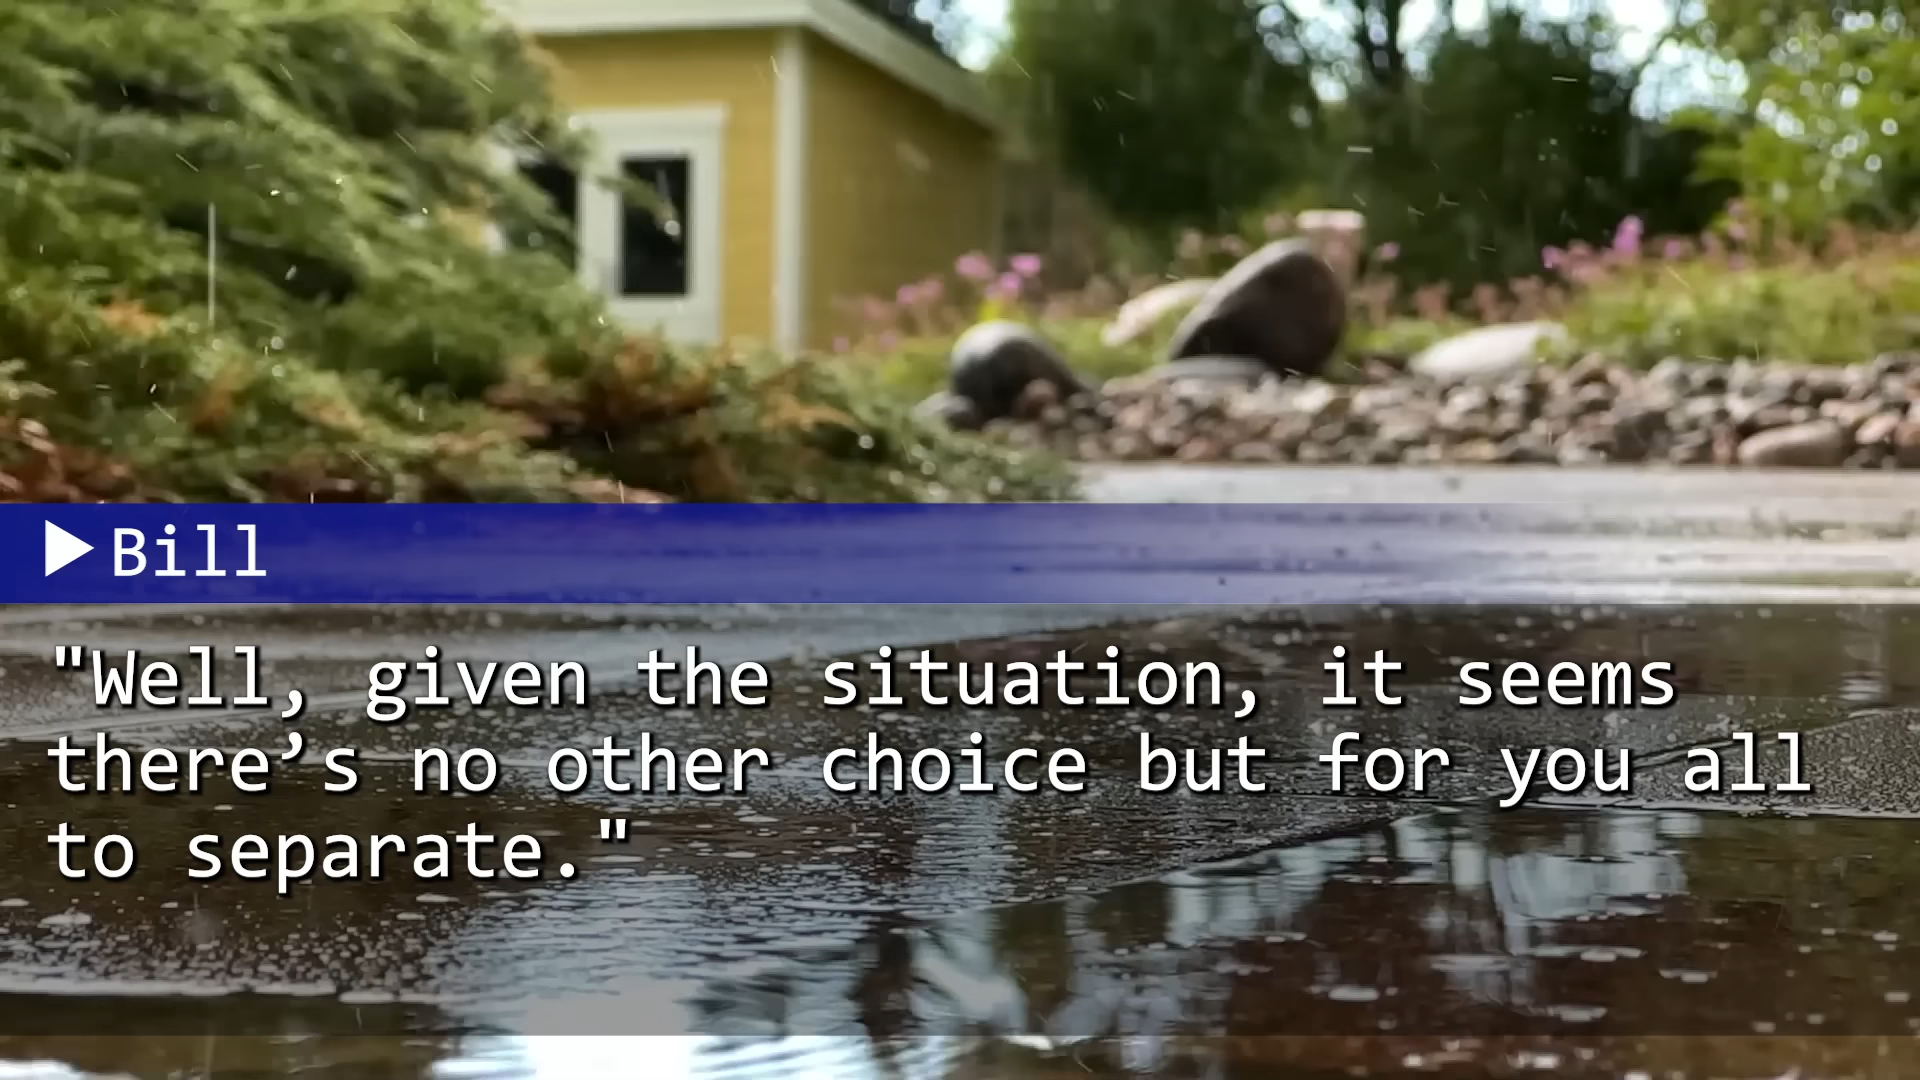 Bill
"Well, given the situation, it seems
there’s no other choice but for you all
to separate."